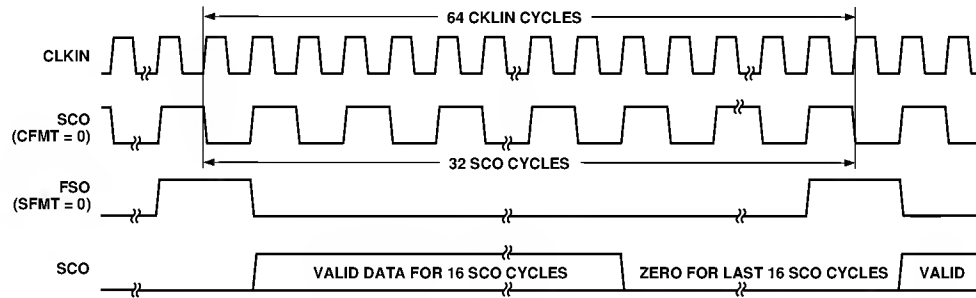 64 CKLIN CYCLES
CLKIN
SCO
(CFMT = 0)
32 SCO CYCLES
FSO
(SFMT = 0)
SCO
VALID DATA FOR 16 SCO CYCLES
ZERO FOR LAST 16 SCO CYCLES
VALID